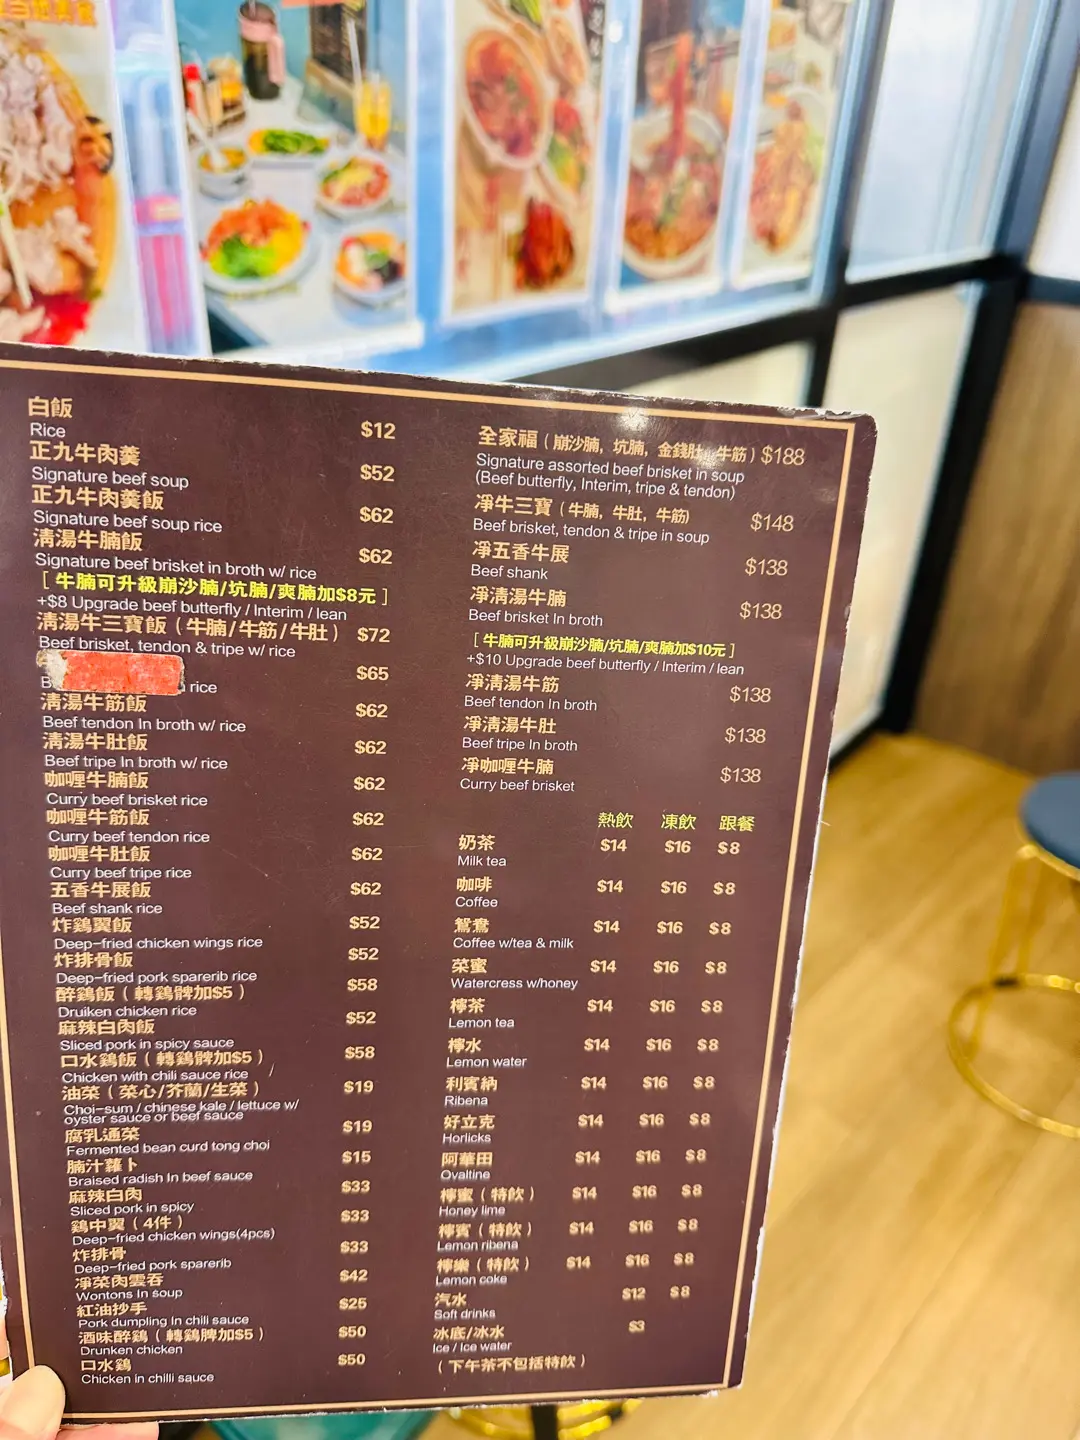 白飯 $12
Rice
正九牛肉羹 $52
Signature beef soup
正九牛肉羹飯 $62
Signature beef soup rice
清湯牛腩飯 $62
Signature beef brisket in broth w/ rice
[ 牛腩可升級崩沙腩/坑腩/爽腩加$8元 ]
+$8 Upgrade beef butterfly / Interim / lean
清湯牛三寶飯（牛腩/牛筋/牛肚） $72
Beef brisket, tendon & tripe w/ rice
$65
rice
清湯牛筋飯 $62
Beef tendon In broth w/ rice
清湯牛肚飯 $62
Beef tripe In broth w/ rice
咖喱牛腩飯 $62
Curry beef brisket rice
咖喱牛筋飯 $62
Curry beef tendon rice
咖喱牛肚飯 $62
Curry beef tripe rice
五香牛展飯 $62
Beef shank rice
炸鷄翼飯 $52
Deep-fried chicken wings rice
炸排骨飯 $52
Deep-fried pork sparerib rice
醉鷄飯（轉鷄髀加$5） $58
Druiken chicken rice
麻辣白肉飯 $52
Sliced pork in spicy sauce
口水鷄飯（轉鷄髀加$5） $58
Chicken with chili sauce rice
油菜（菜心/芥蘭/生菜） $19
Choi-sum / chinese kale / lettuce w/
oyster sauce or beef sauce
腐乳通菜 $19
Fermented bean curd tong choi
腩汁蘿卜 $15
Braised radish In beef sauce
麻辣白肉 $33
Sliced pork in spicy
鷄中翼（4件） $33
Deep-fried chicken wings(4pcs)
炸排骨 $33
Deep-fried pork sparerib
凈菜肉雲吞 $42
Wontons In soup
紅油抄手 $25
Pork dumpling In chili sauce
酒味醉鷄（轉鷄髀加$5） $50
Drunken chicken
口水鷄 $50
Chicken in chilli sauce
全家福（崩沙腩, 坑腩, 金錢肚, 牛筋） $188
Signature assorted beef brisket in soup
(Beef butterfly, Interim, tripe & tendon)
凈牛三寶（牛腩, 牛肚, 牛筋） $148
Beef brisket, tendon & tripe in soup
凈五香牛展 $138
Beef shank
凈清湯牛腩 $138
Beef brisket In broth
[ 牛腩可升級崩沙腩/坑腩/爽腩加$10元 ]
+$10 Upgrade beef butterfly / Interim / lean
凈清湯牛筋 $138
Beef tendon In broth
凈清湯牛肚 $138
Beef tripe In broth
凈咖喱牛腩 $138
Curry beef brisket
熱飲 凍飲 跟餐
奶茶 $14 $16 $8
Milk tea
咖啡 $14 $16 $8
Coffee
鴛鴦 $14 $16 $8
Coffee w/tea & milk
菜蜜 $14 $16 $8
Watercress w/honey
檸茶 $14 $16 $8
Lemon tea
檸水 $14 $16 $8
Lemon water
利賓納 $14 $16 $8
Ribena
好立克 $14 $16 $8
Horlicks
阿華田 $14 $16 $8
Ovaltine
檸蜜（特飲） $14 $16 $8
Honey lime
檸賓（特飲） $14 $16 $8
Lemon ribena
檸樂（特飲） $14 $16 $8
Lemon coke
汽水 $12 $8
Soft drinks
冰底/冰水 $3
Ice / Ice water
（下午茶不包括特飲）